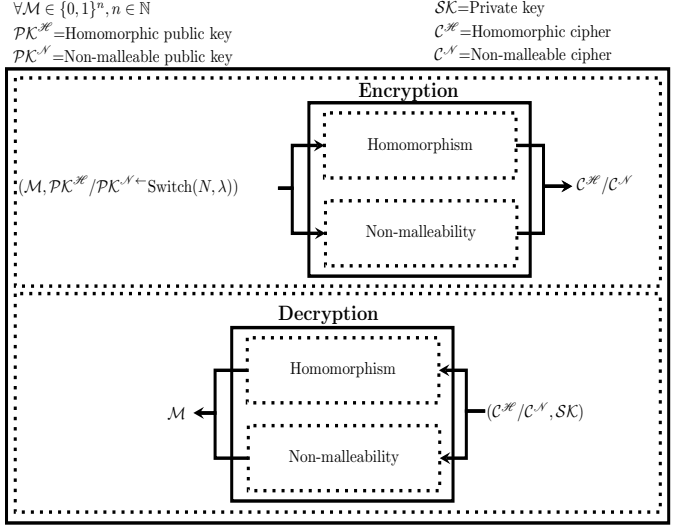 ∀ℳ ∈ {0, 1}ⁿ, n ∈ ℕ
𝒮𝒦=Private key
𝒫𝒦^ℋ=Homomorphic public key
𝒞^ℋ=Homomorphic cipher
𝒫𝒦^𝒩=Non-malleable public key
𝒞^𝒩=Non-malleable cipher
Encryption
Homomorphism
(ℳ, 𝒫𝒦^ℋ/𝒫𝒦^𝒩←Switch(N, λ))
𝒞^ℋ/𝒞^𝒩
Non-malleability
Decryption
Homomorphism
ℳ
(𝒞^ℋ/𝒞^𝒩, 𝒮𝒦)
Non-malleability